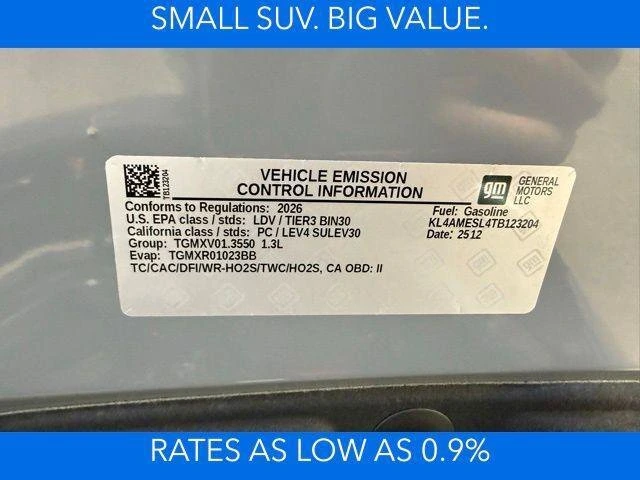 SMALL SUV. BIG VALUE.
TB123204
VEHICLE EMISSION
CONTROL INFORMATION
gm
GENERAL
MOTORS
LLC
Conforms to Regulations: 2026
U.S. EPA class / stds: LDV / TIER3 BIN30
California class / stds: PC / LEV4 SULEV30
Group: TGMXV01.3550 1.3L
Evap: TGMXR01023BB
TC/CAC/DFI/WR-HO2S/TWC/HO2S, CA OBD: II
Fuel: Gasoline
KL4AMESL4TB123204
Date: 2512
RATES AS LOW AS 0.9%